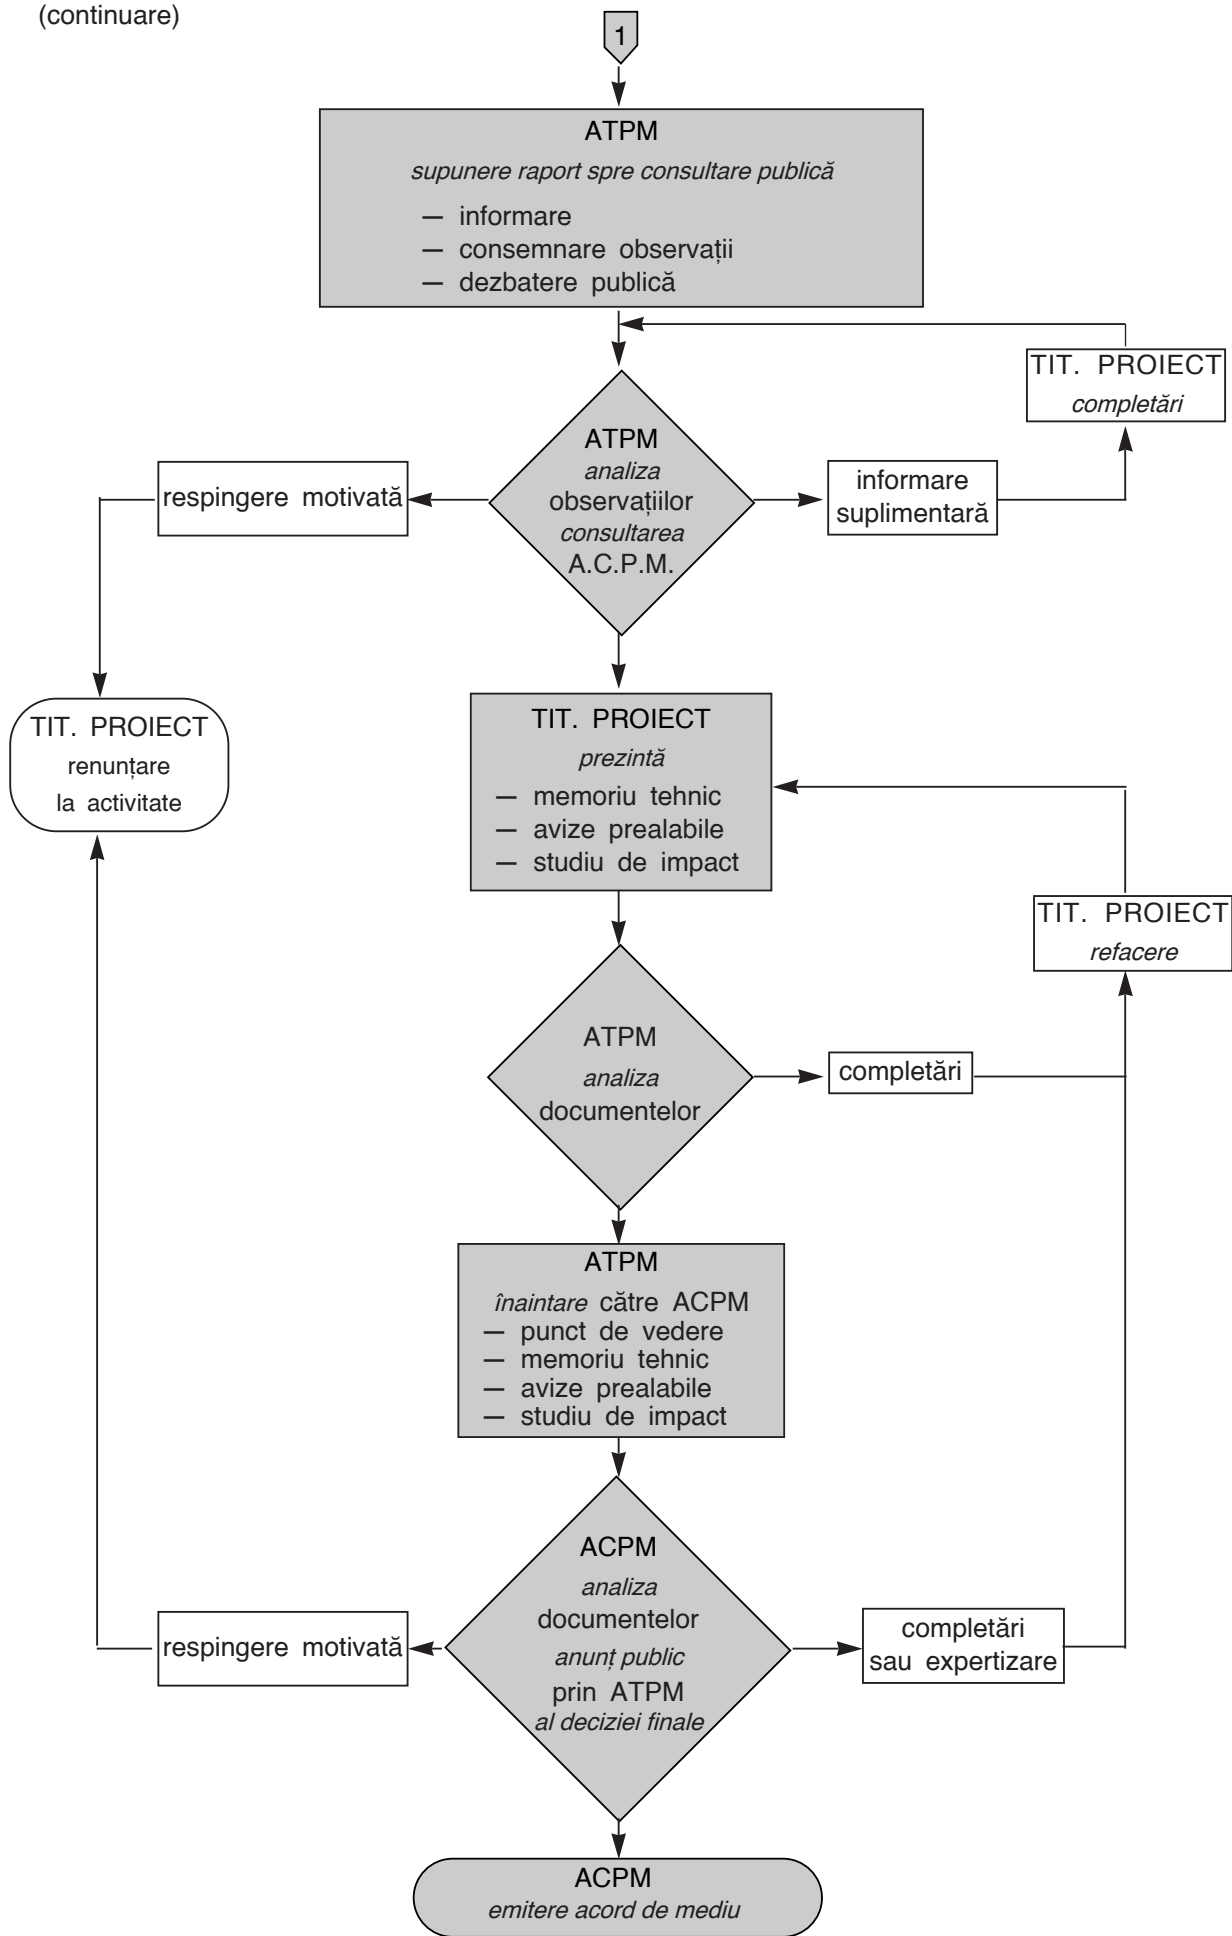 (continuare)
1
ATPM
supunere raport spre consultare publică
— informare
— consemnare observații
— dezbatere publică
TIT. PROIECT
completări
ATPM
analiza
observațiilor
consultarea
A.C.P.M.
respingere motivată
informare
suplimentară
TIT. PROIECT
renunțare
la activitate
TIT. PROIECT
prezintă
— memoriu tehnic
— avize prealabile
— studiu de impact
TIT. PROIECT
refacere
ATPM
analiza
documentelor
completări
ATPM
înaintare către ACPM
— punct de vedere
— memoriu tehnic
— avize prealabile
— studiu de impact
ACPM
analiza
documentelor
anunț public
prin ATPM
al deciziei finale
respingere motivată
completări
sau expertizare
ACPM
emitere acord de mediu